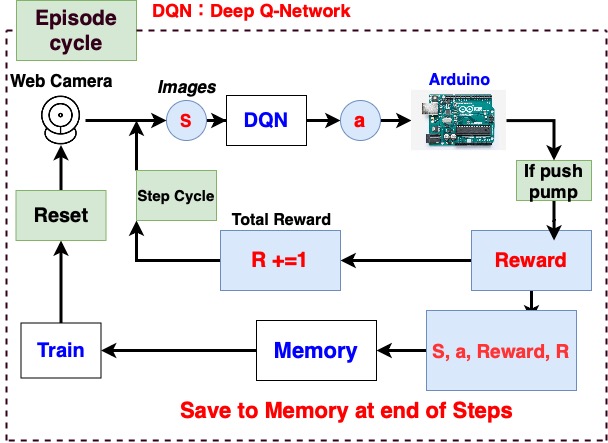 Episode
cycle
DQN：Deep Q-Network
Web Camera
Images
Arduino
S
DQN
a
If push
pump
Step Cycle
Reset
Total Reward
R +=1
Reward
Train
Memory
S, a, Reward, R
Save to Memory at end of Steps